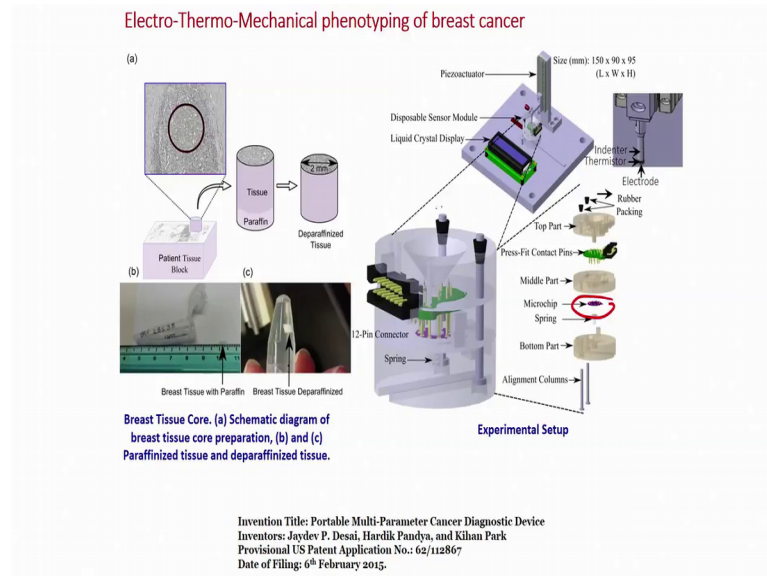 Electro-Thermo-Mechanical phenotyping of breast cancer
(a)
Tissue
Paraffin
2 mm
Deparaffinized
Tissue
Patient Tissue
Block
(b)
(c)
Breast Tissue with Paraffin
Breast Tissue Deparaffinized
Breast Tissue Core. (a) Schematic diagram of
breast tissue core preparation, (b) and (c)
Paraffinized tissue and deparaffinized tissue.
Piezoactuator
Size (mm): 150 x 90 x 95
(L x W x H)
Disposable Sensor Module
Liquid Crystal Display
Indenter
Thermistor
Electrode
Rubber
Packing
Top Part
Press-Fit Contact Pins
Middle Part
Microchip
Spring
Bottom Part
Alignment Columns
12-Pin Connector
Spring
Experimental Setup
Invention Title: Portable Multi-Parameter Cancer Diagnostic Device
Inventors: Jaydev P. Desai, Hardik Pandya, and Kihan Park
Provisional US Patent Application No.: 62/112867
Date of Filing: 6th February 2015.